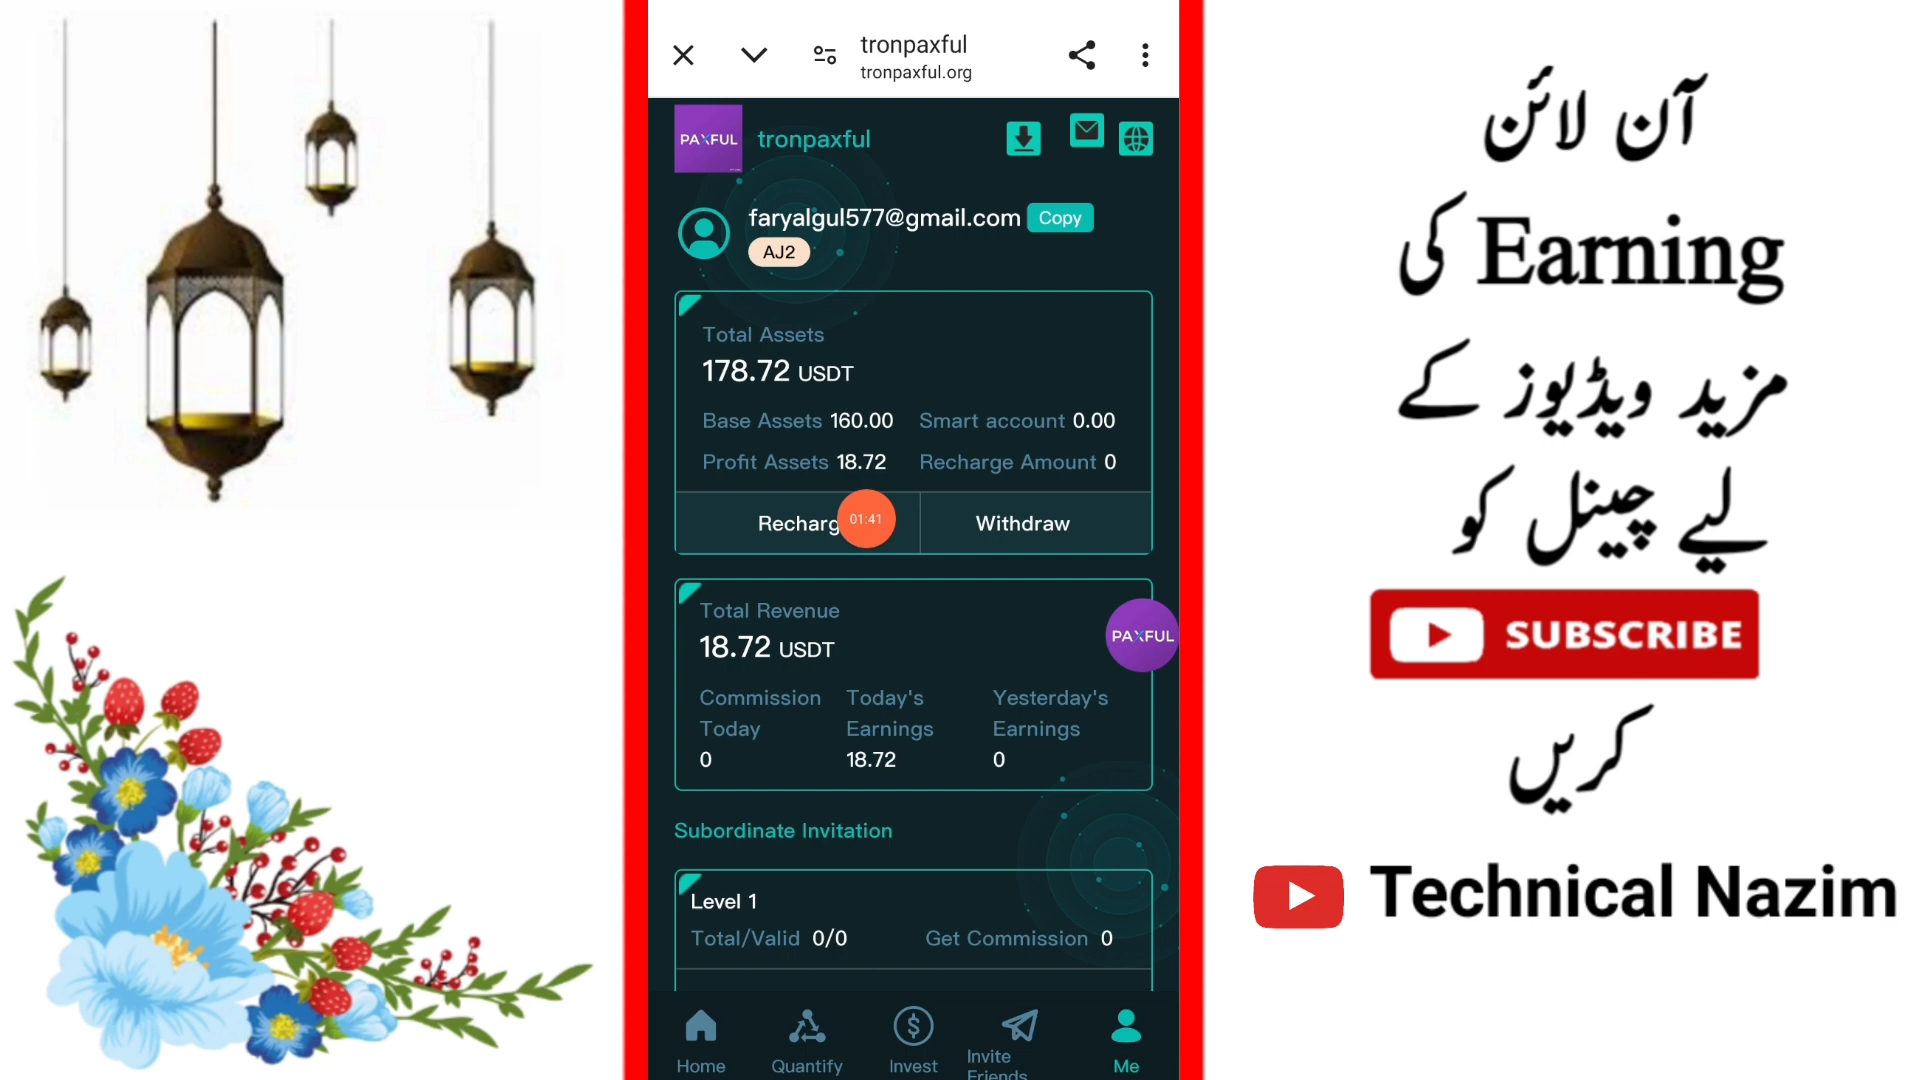 tronpaxful
tronpaxful.org
PAXFUL
tronpaxful
faryalgul577@gmail.com Copy
AJ2
Total Assets
178.72 USDT
Base Assets 160.00 Smart account 0.00
Profit Assets 18.72 Recharge Amount 0
Recharg 01:41 Withdraw
Total Revenue
18.72 USDT
PAXFUL
Commission Today Today's Earnings Yesterday's Earnings
0 18.72 0
Subordinate Invitation
Level 1
Total/Valid 0/0 Get Commission 0
Home Quantify Invest Invite Friends Me
آن لائن
Earning کی
مزید ویڈیوز کے
لیے چینل کو
SUBSCRIBE
کریں
Technical Nazim